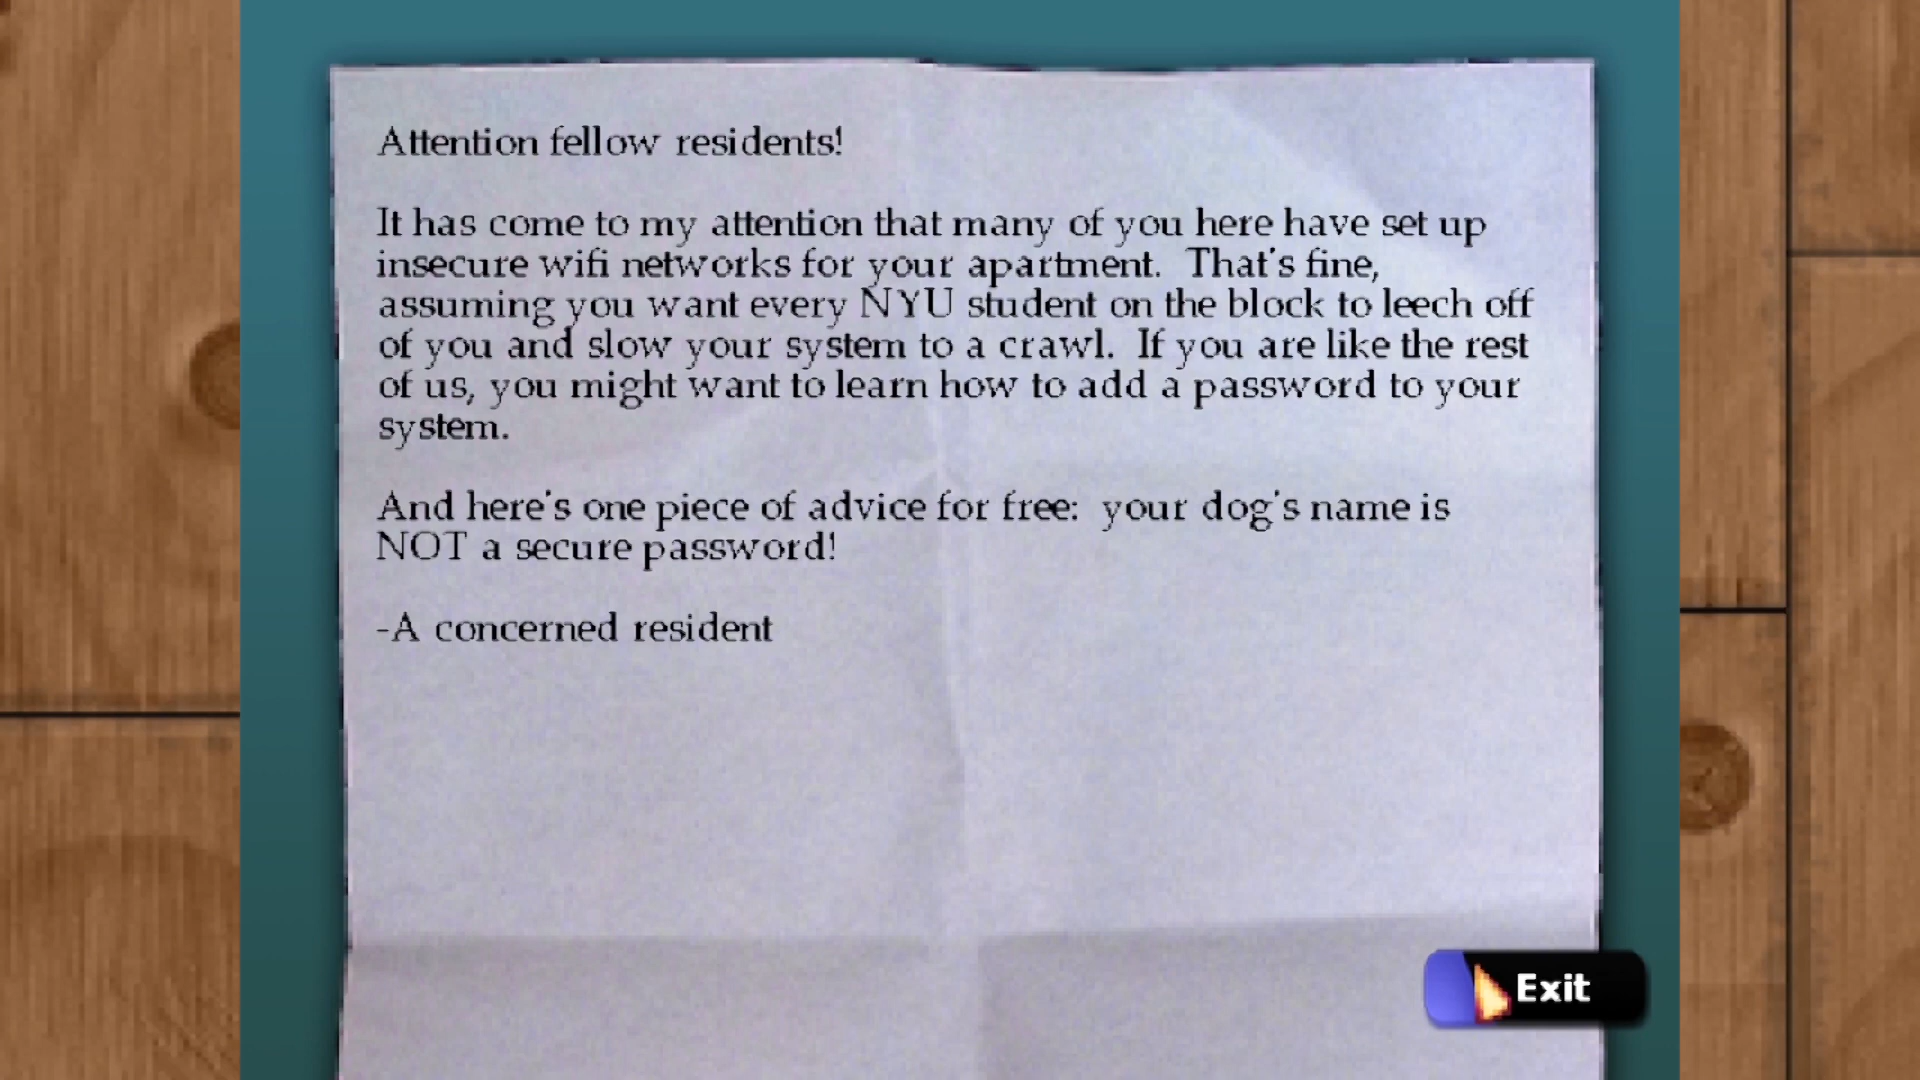 Attention fellow residents!
It has come to my attention that many of you here have set up
insecure wifi networks for your apartment. That's fine,
assuming you want every NYU student on the block to leech off
of you and slow your system to a crawl. If you are like the rest
of us, you might want to learn how to add a password to your
system.
And here's one piece of advice for free: your dog's name is
NOT a secure password!
-A concerned resident
Exit